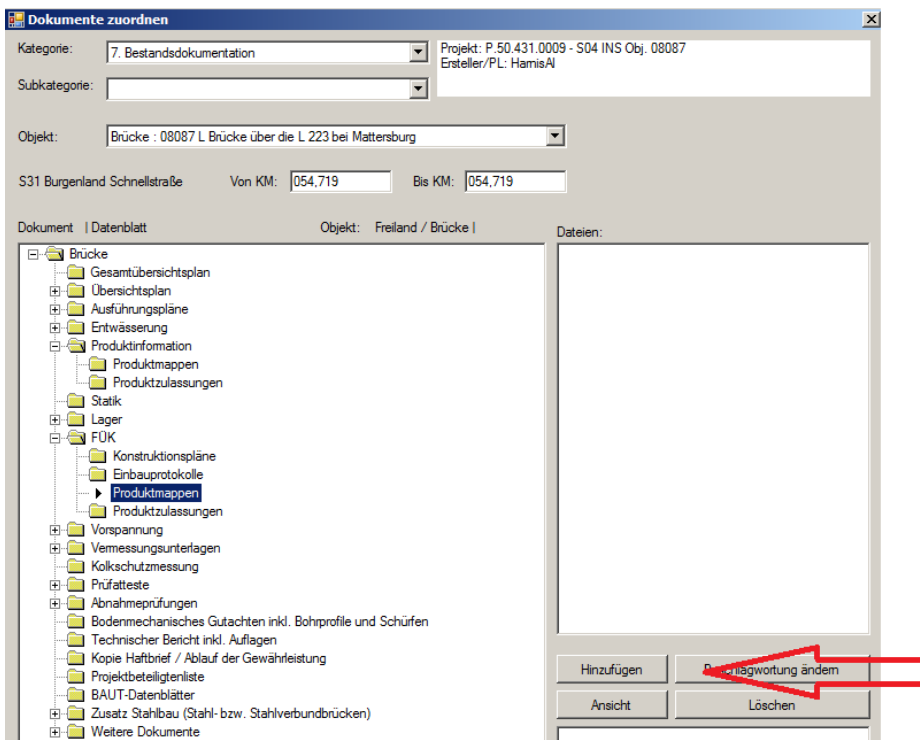 Dokumente zuordnen
Kategorie: 7. Bestandsdokumentation
Projekt: P.50.431.0009 - S04 INS Obj. 08087
Ersteller/PL: HamisAl
Subkategorie:
Objekt: Brücke : 08087 L Brücke über die L 223 bei Mattersburg
S31 Burgenland Schnellstraße Von KM: 054,719 Bis KM: 054,719
Dokument | Datenblatt Objekt: Freiland / Brücke |
Dateien:
Brücke
Gesamtübersichtsplan
Übersichtsplan
Ausführungspläne
Entwässerung
Produktinformation
Produktmappen
Produktzulassungen
Statik
Lager
FÜK
Konstruktionspläne
Einbauprotokolle
Produktmappen
Produktzulassungen
Vorspannung
Vermessungsunterlagen
Kolkschutzmessung
Prüfatteste
Abnahmeprüfungen
Bodenmechanisches Gutachten inkl. Bohrprofile und Schürfen
Technischer Bericht inkl. Auflagen
Kopie Haftbrief / Ablauf der Gewährleistung
Projektbeteiligtenliste
BAUT-Datenblätter
Zusatz Stahlbau (Stahl- bzw. Stahlverbundbrücken)
Weitere Dokumente
Hinzufügen
ändern
Ansicht
Löschen